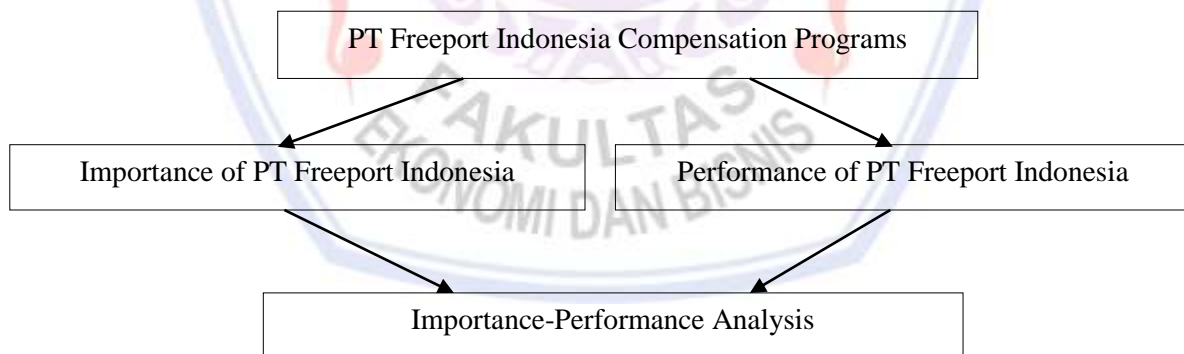 PT Freeport Indonesia Compensation Programs
FAKULTAS
EKONOMI DAN BISNIS
Importance of PT Freeport Indonesia
Performance of PT Freeport Indonesia
Importance-Performance Analysis